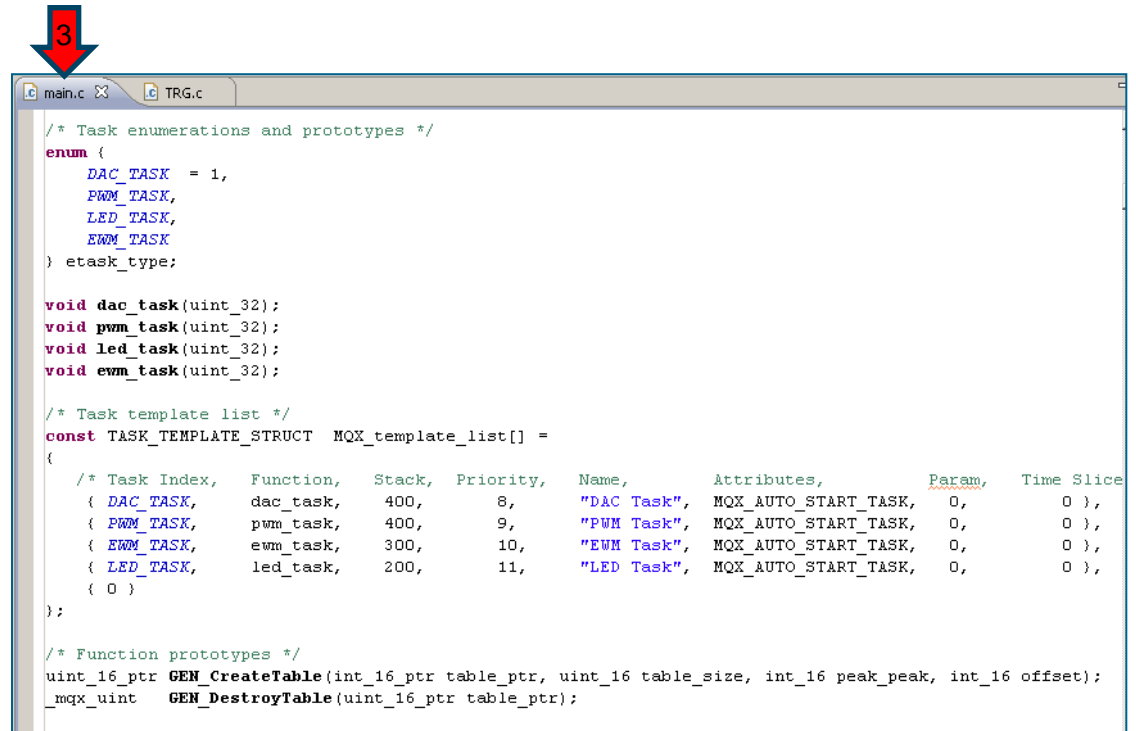 3
main.c TRG.c
/* Task enumerations and prototypes */
enum {
DAC_TASK = 1,
PWM_TASK,
LED_TASK,
EWM_TASK
} etask_type;
void dac_task(uint_32);
void pwm_task(uint_32);
void led_task(uint_32);
void ewm_task(uint_32);
/* Task template list */
const TASK_TEMPLATE_STRUCT MQX_template_list[] =
{
/* Task Index, Function, Stack, Priority, Name, Attributes, Param, Time Slice
{ DAC_TASK, dac_task, 400, 8, "DAC Task", MQX_AUTO_START_TASK, 0, 0 },
{ PWM_TASK, pwm_task, 400, 9, "PWM Task", MQX_AUTO_START_TASK, 0, 0 },
{ EWM_TASK, ewm_task, 300, 10, "EWM Task", MQX_AUTO_START_TASK, 0, 0 },
{ LED_TASK, led_task, 200, 11, "LED Task", MQX_AUTO_START_TASK, 0, 0 },
{ 0 }
};
/* Function prototypes */
uint_16_ptr GEN_CreateTable(int_16_ptr table_ptr, uint_16 table_size, int_16 peak_peak, int_16 offset);
_mqx_uint GEN_DestroyTable(uint_16_ptr table_ptr);